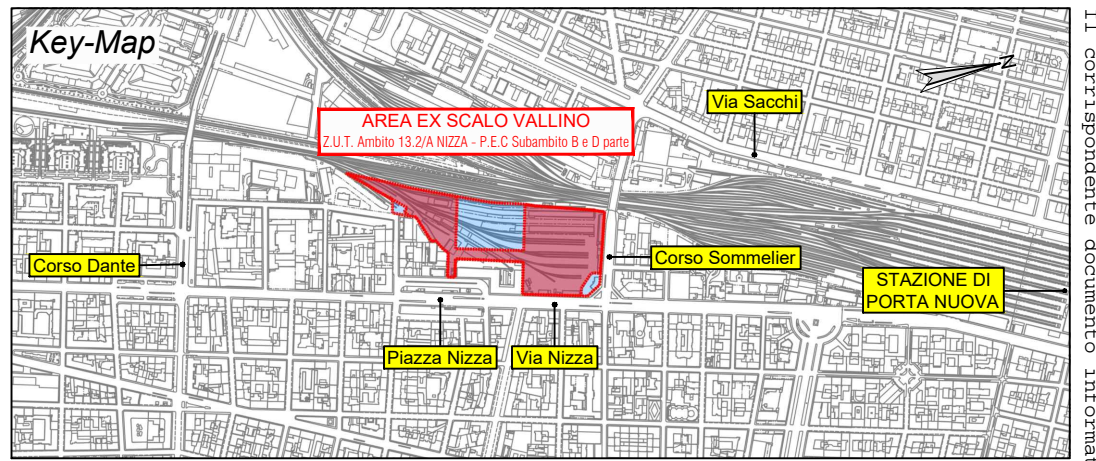 Key-Map
AREA EX SCALO VALLINO
Z.U.T. Ambito 13.2/A NIZZA - P.E.C Subambito B e D parte
Via Sacchi
N
Corso Dante
Corso Sommelier
STAZIONE DI
PORTA NUOVA
Piazza Nizza
Via Nizza
Il corrispondente documento informat